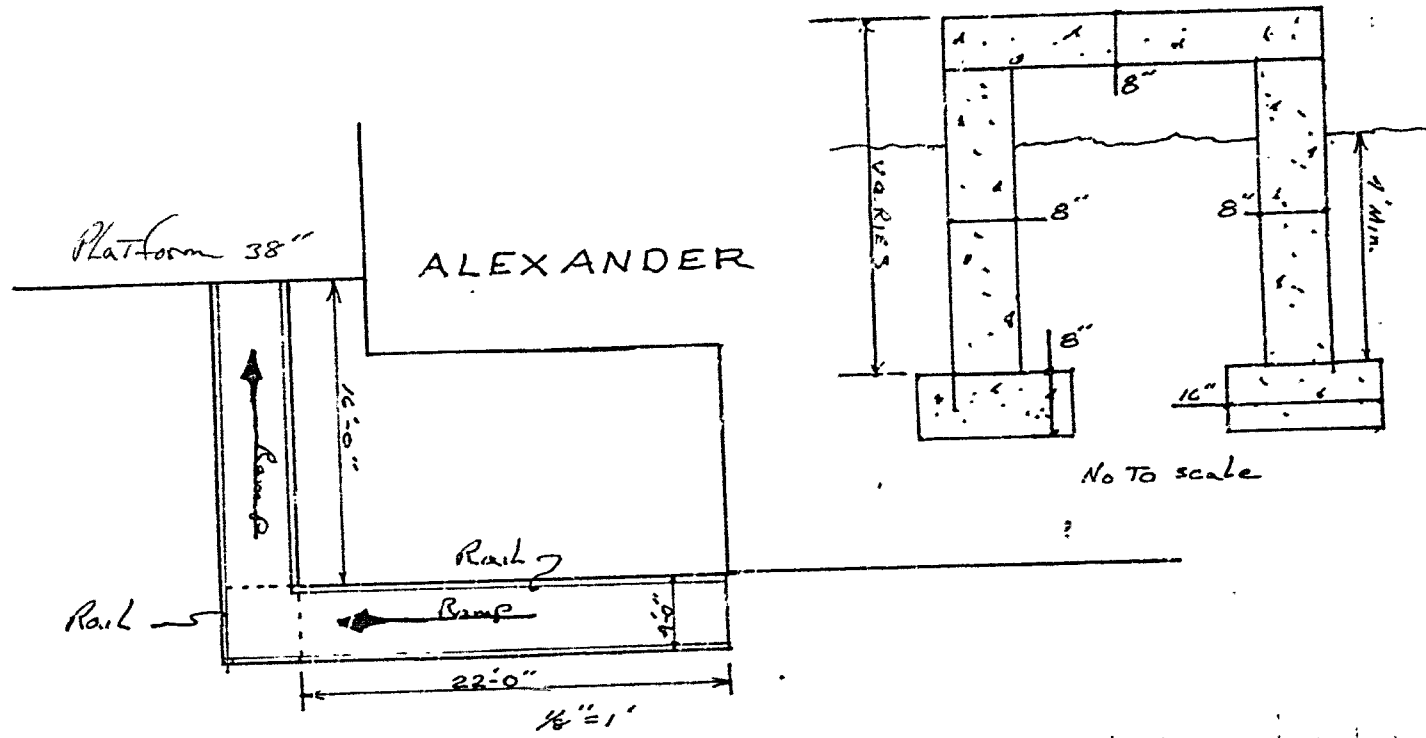 Platform 38"
ALEXANDER
Ramp
16'-0"
Rail
Rail
Ramp
4'-0"
22'-0"
1/8"=1'
VARIES
8"
8"
8"
4' Min.
8"
16"
No To scale